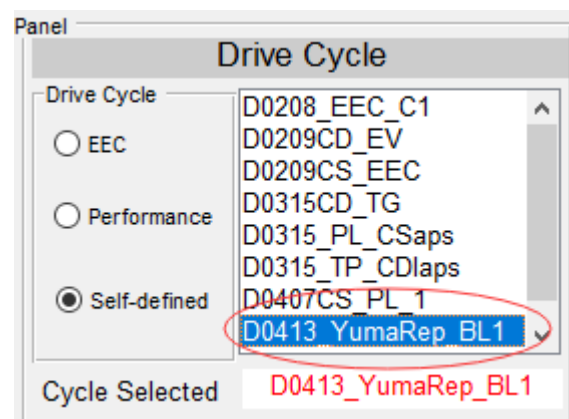 Panel
Drive Cycle
Drive Cycle
EEC
Performance
Self-defined
D0208_EEC_C1
D0209CD_EV
D0209CS_EEC
D0315CD_TG
D0315_PL_CSaps
D0315_TP_CDlaps
D0407CS_PL_1
D0413_YumaRep_BL1
Cycle Selected
D0413_YumaRep_BL1